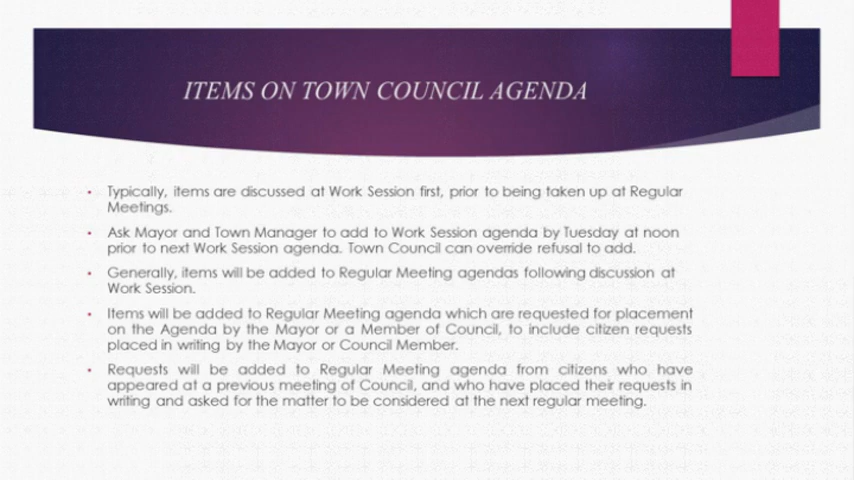 ITEMS ON TOWN COUNCIL AGENDA
• Typically, items are discussed at Work Session first, prior to being taken up at Regular
Meetings.
• Ask Mayor and Town Manager to add to Work Session agenda by Tuesday at noon
prior to next Work Session agenda. Town Council can override refusal to add.
• Generally, items will be added to Regular Meeting agendas following discussion at
Work Session.
• Items will be added to Regular Meeting agenda which are requested for placement
on the Agenda by the Mayor or a Member of Council, to include citizen requests
placed in writing by the Mayor or Council Member.
• Requests will be added to Regular Meeting agenda from citizens who have
appeared at a previous meeting of Council, and who have placed their requests in
writing and asked for the matter to be considered at the next regular meeting.